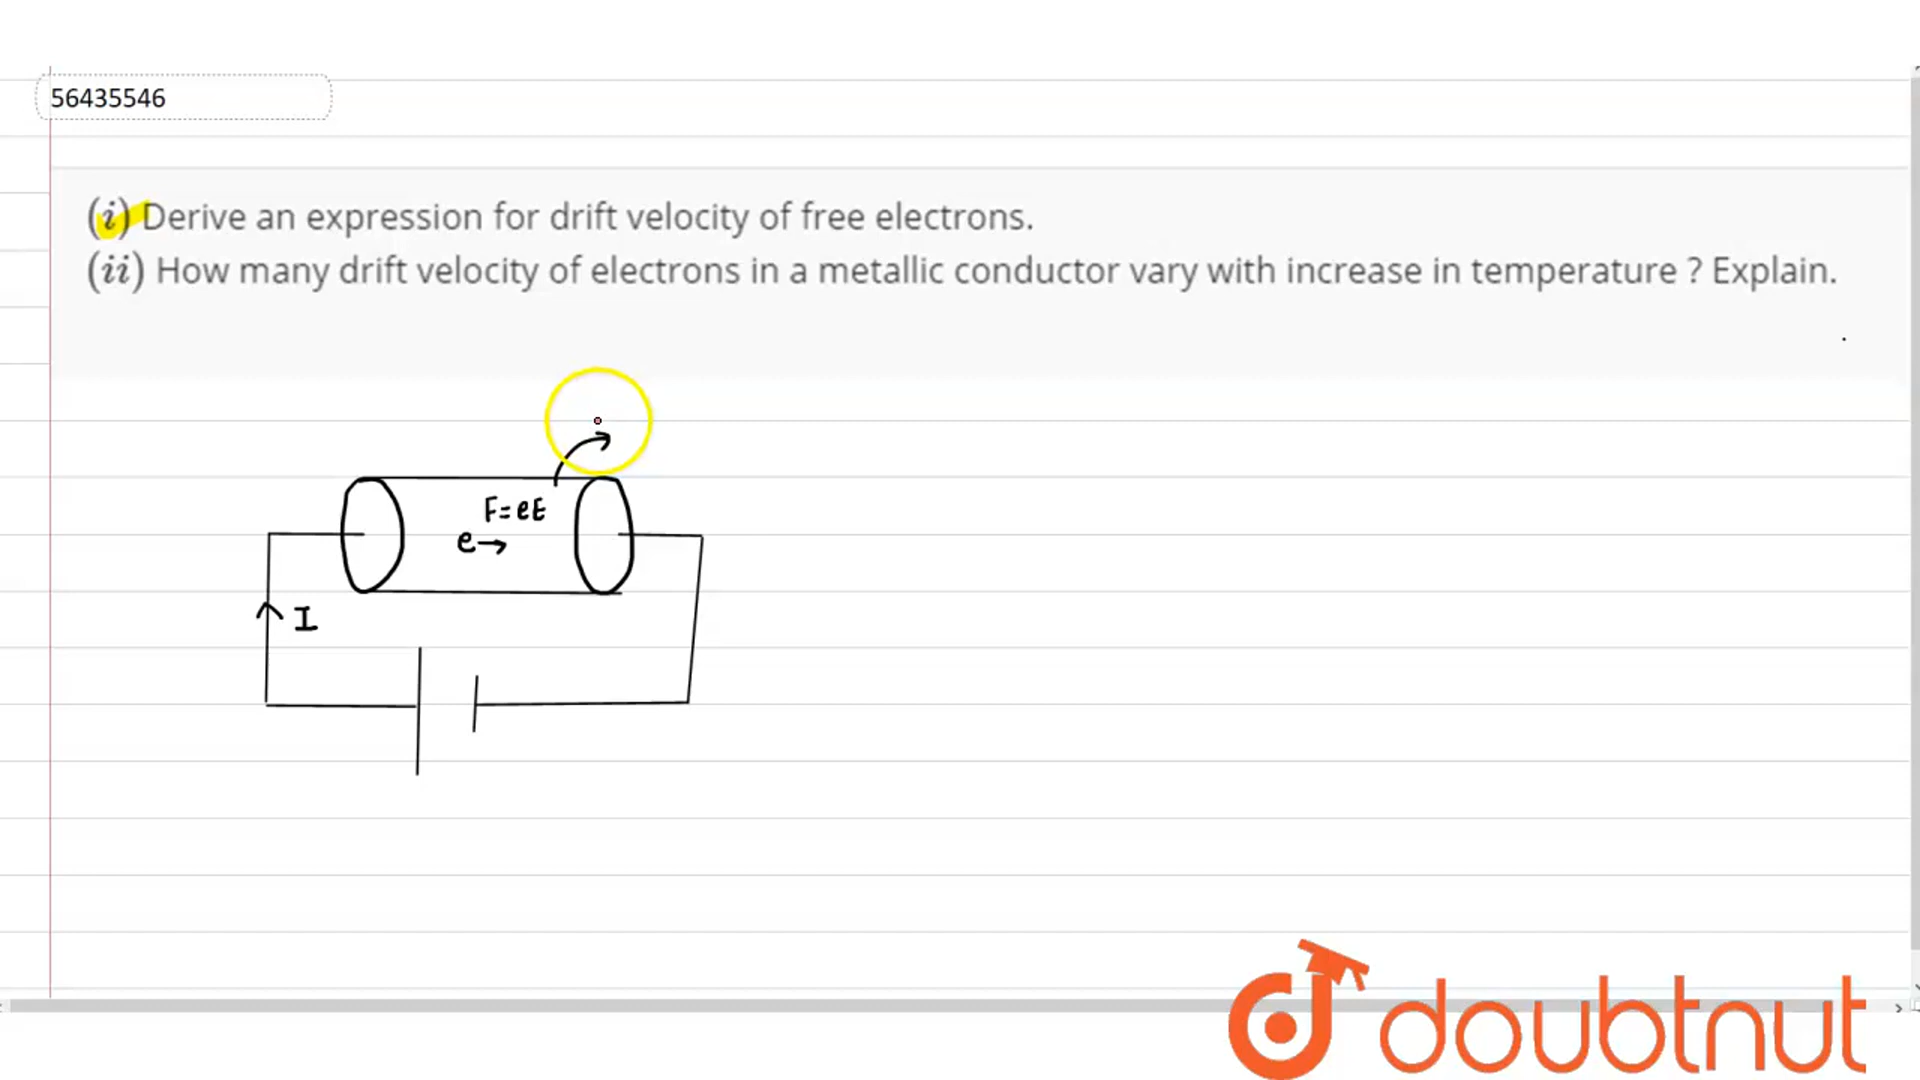 56435546
(i) Derive an expression for drift velocity of free electrons.
(ii) How many drift velocity of electrons in a metallic conductor vary with increase in temperature ? Explain.
F=eE
e→
I
doubtnut